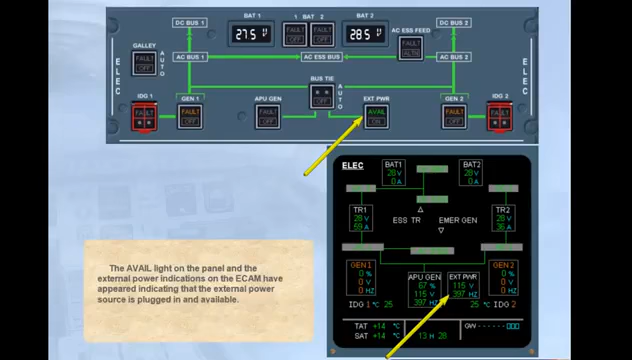 BAT 1 1 BAT 2 BAT 2
DC BUS 1 27.5 V FAULT OFF FAULT OFF 28.5 V DC BUS 2
AC ESS FEED
GALLEY FAULT ALTN
FAULT OFF AUTO
AC BUS 1 AC ESS BUS AC BUS 2
ELEC ELEC
BUS TIE
OFF AUTO
IDG 1 GEN 1 APU GEN EXT PWR GEN 2 IDG 2
FAULT FAULT OFF FAULT OFF AVAIL ON FAULT OFF FAULT
ELEC BAT1 BAT2
28 V 28 V
0 A 0 A
TR1 TR2
28 V ESS TR EMER GEN 28 V
59 A 36 A
GEN 1 APU GEN EXT PWR GEN 2
0 % 67 % 115 V 0 %
0 V 115 V 397 HZ 0 V
0 HZ 397 HZ 0 HZ
IDG 1 °C 25 25 °C IDG 2
TAT +14 °C GW
SAT +14 °C 13 H 28
The AVAIL light on the panel and the
external power indications on the ECAM have
appeared indicating that the external power
source is plugged in and available.